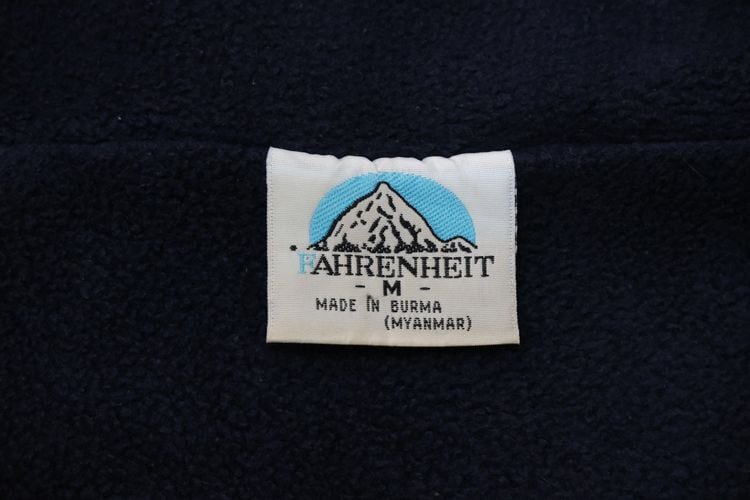 FAHRENHEIT
- M -
MADE IN BURMA
(MYANMAR)